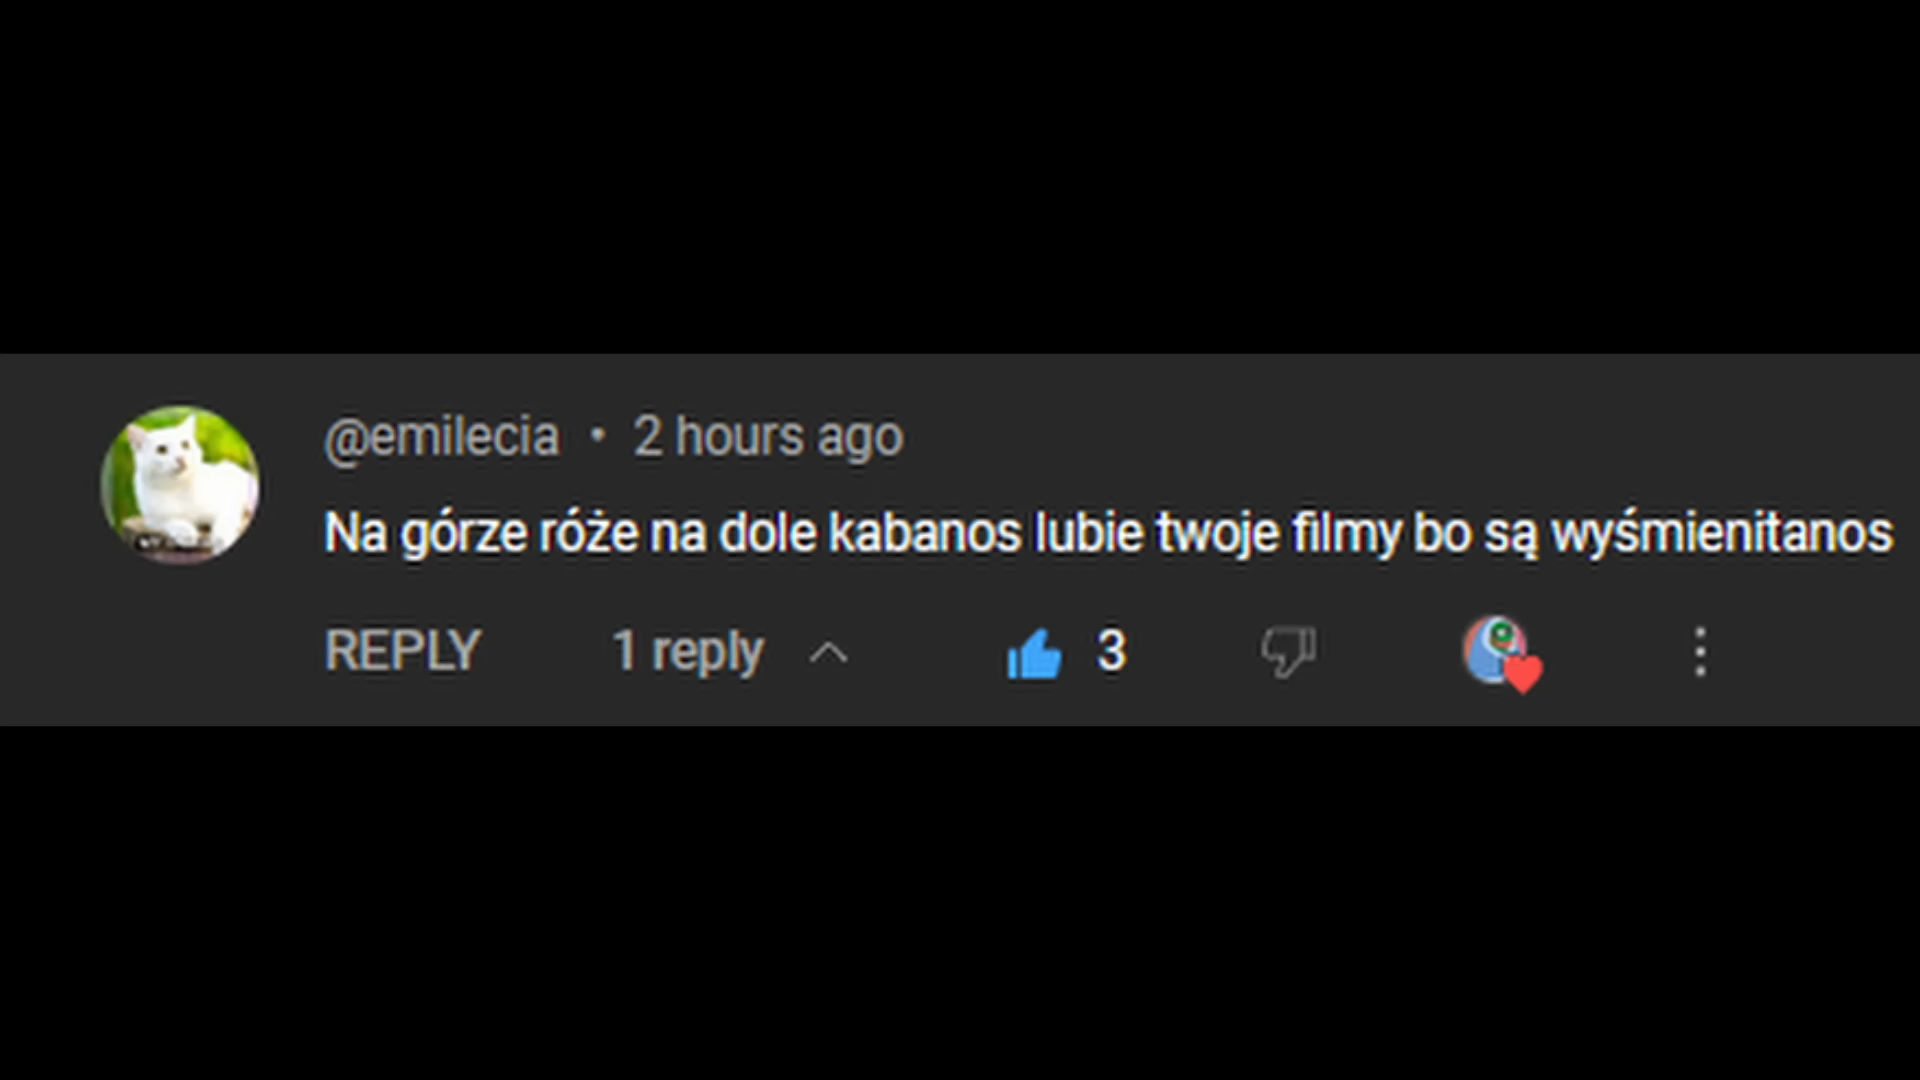 @emilecia • 2 hours ago
Na górze róże na dole kabanos lubie twoje filmy bo są wyśmienitanos
REPLY 1 reply 3